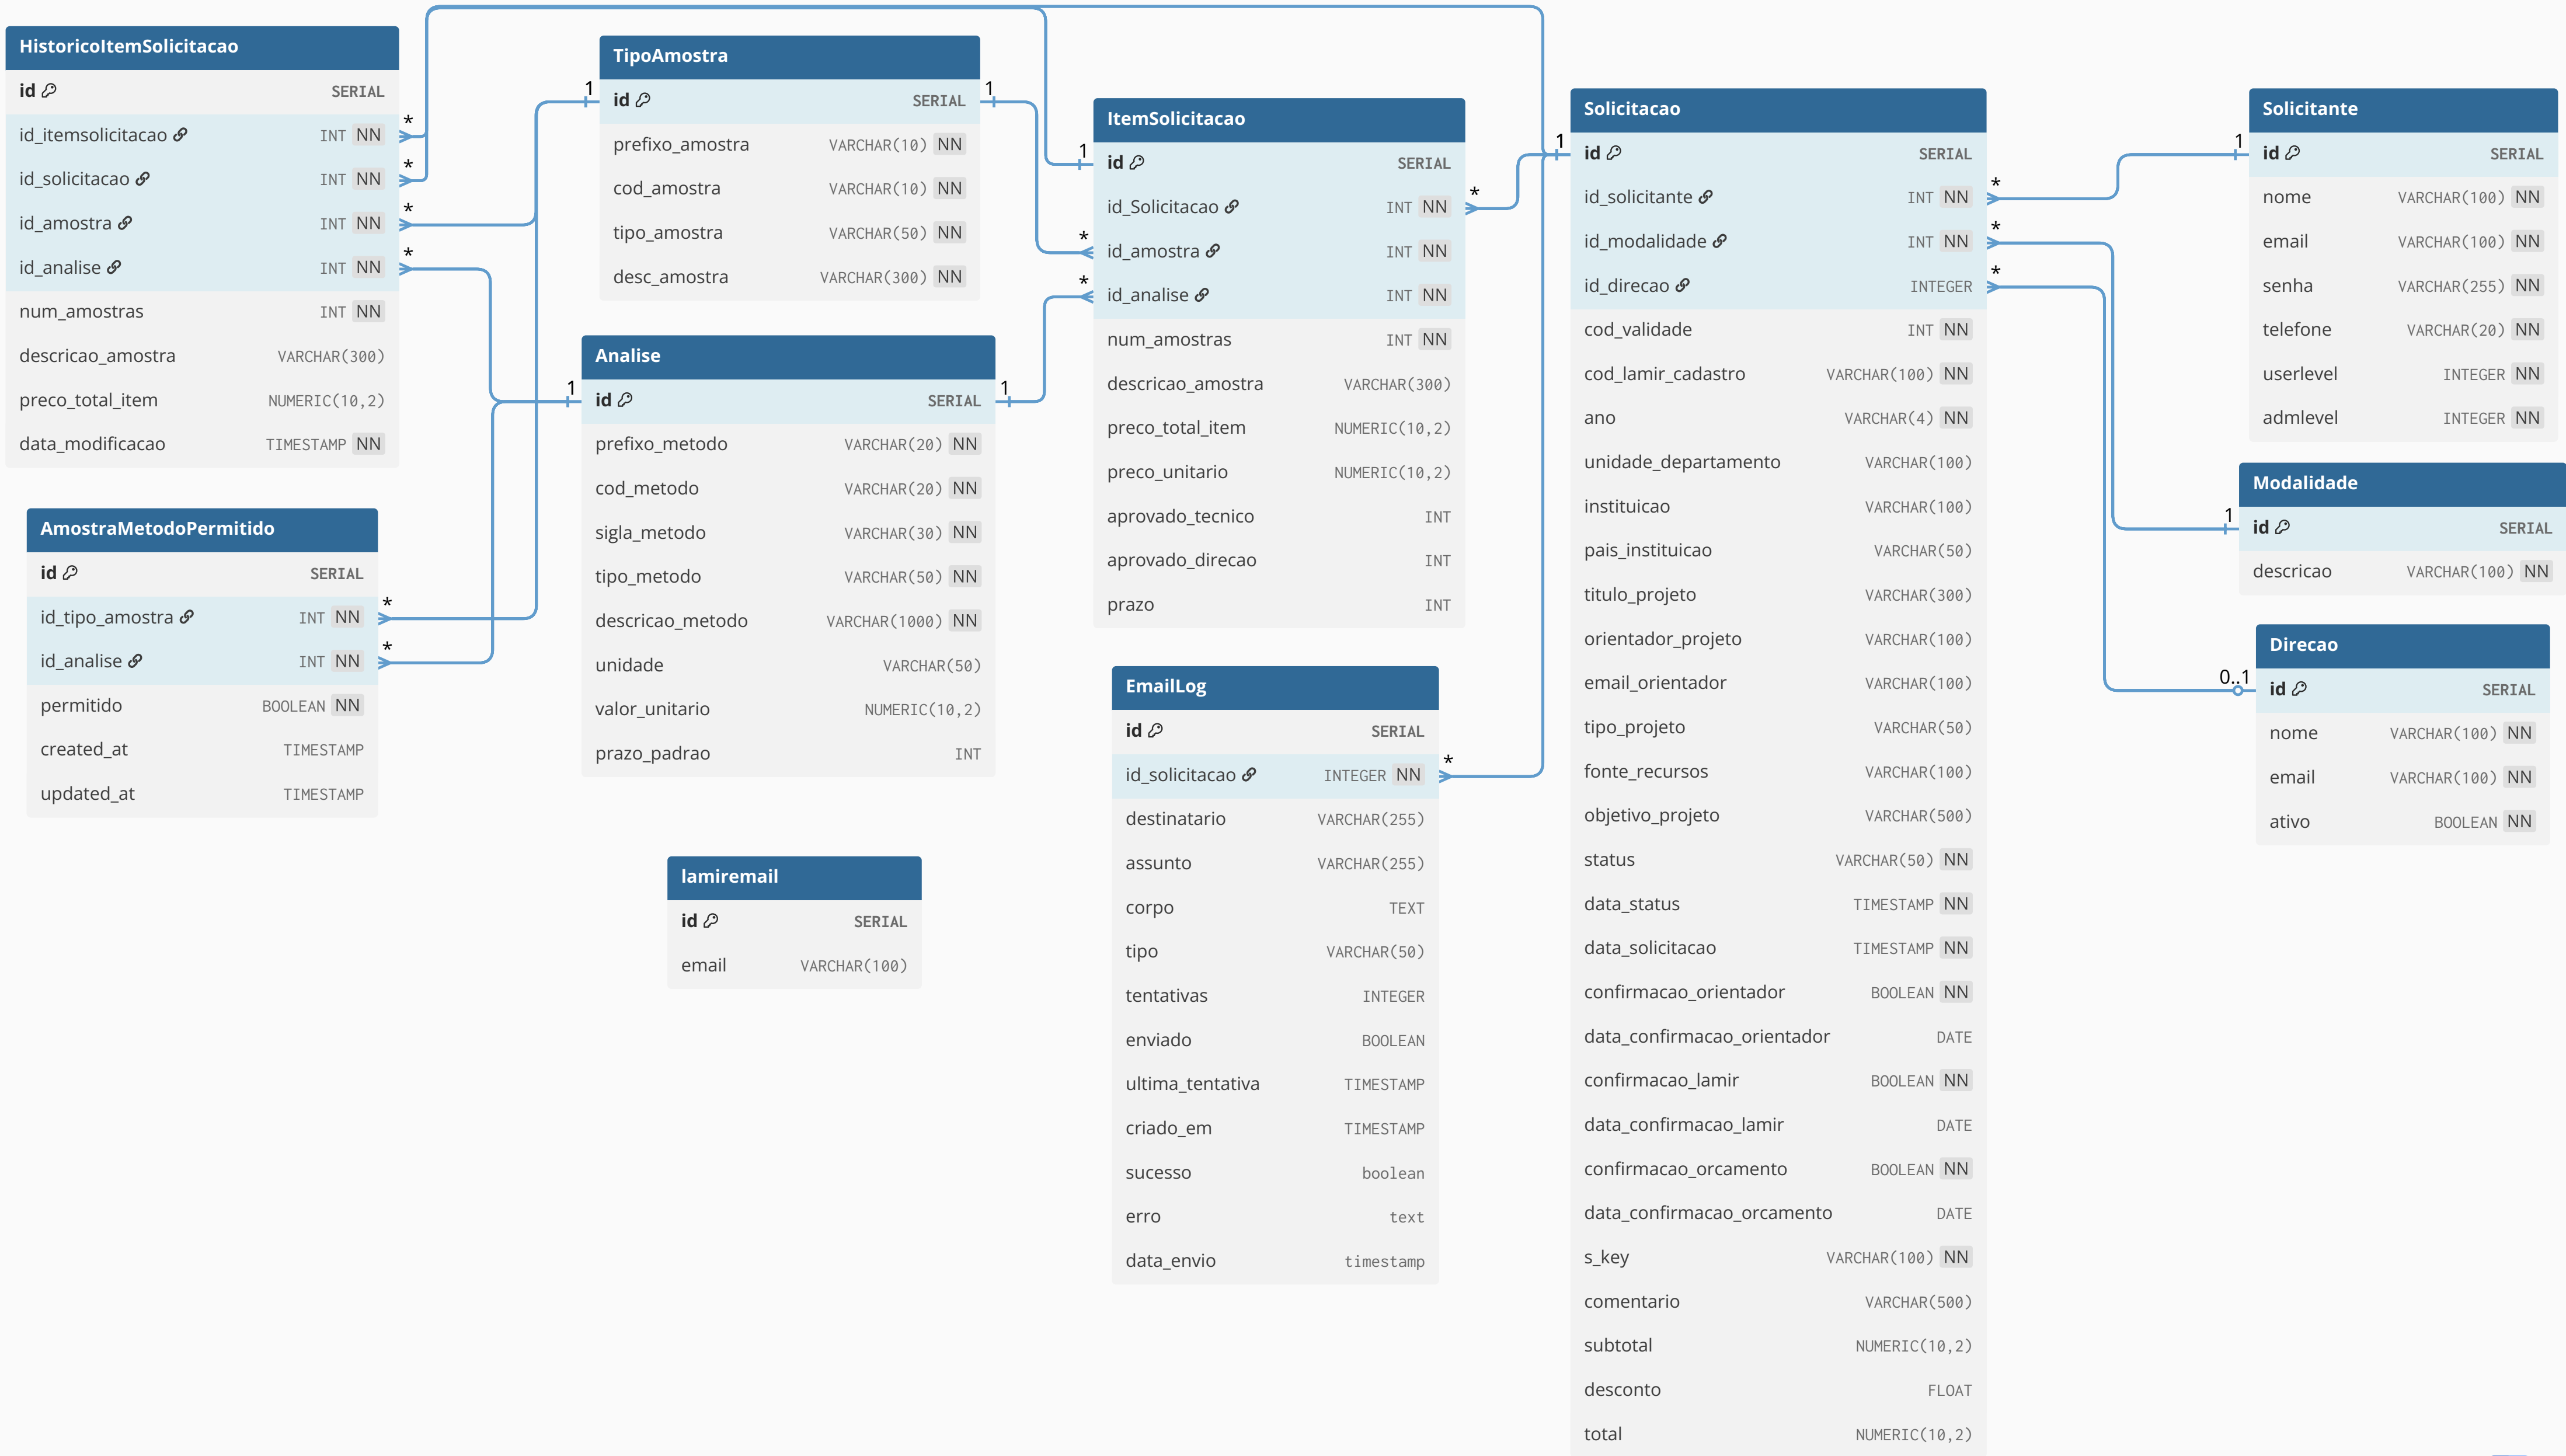 HistoricoItemSolicitacao
id SERIAL
id_itemsolicitacao INT NN
id_solicitacao INT NN
id_amostra INT NN
id_analise INT NN
num_amostras INT NN
descricao_amostra VARCHAR(300)
preco_total_item NUMERIC(10,2)
data_modificacao TIMESTAMP NN
*
*
*
*
AmostraMetodoPermitido
id SERIAL
id_tipo_amostra INT NN
id_analise INT NN
permitido BOOLEAN NN
created_at TIMESTAMP
updated_at TIMESTAMP
*
*
TipoAmostra
1 id SERIAL 1
prefixo_amostra VARCHAR(10) NN
cod_amostra VARCHAR(10) NN
tipo_amostra VARCHAR(50) NN
desc_amostra VARCHAR(300) NN
Analise
1 id SERIAL 1
prefixo_metodo VARCHAR(20) NN
cod_metodo VARCHAR(20) NN
sigla_metodo VARCHAR(30) NN
tipo_metodo VARCHAR(50) NN
descricao_metodo VARCHAR(1000) NN
unidade VARCHAR(50)
valor_unitario NUMERIC(10,2)
prazo_padrao INT
lamiremail
id SERIAL
email VARCHAR(100)
ItemSolicitacao
1 id SERIAL
id_Solicitacao INT NN *
* id_amostra INT NN
* id_analise INT NN
num_amostras INT NN
descricao_amostra VARCHAR(300)
preco_total_item NUMERIC(10,2)
preco_unitario NUMERIC(10,2)
aprovado_tecnico INT
aprovado_direcao INT
prazo INT
EmailLog
id SERIAL
id_solicitacao INTEGER NN *
destinatario VARCHAR(255)
assunto VARCHAR(255)
corpo TEXT
tipo VARCHAR(50)
tentativas INTEGER
enviado BOOLEAN
ultima_tentativa TIMESTAMP
criado_em TIMESTAMP
sucesso boolean
erro text
data_envio timestamp
Solicitacao
1 id SERIAL
id_solicitante INT NN *
id_modalidade INT NN *
id_direcao INTEGER *
cod_validade INT NN
cod_lamir_cadastro VARCHAR(100) NN
ano VARCHAR(4) NN
unidade_departamento VARCHAR(100)
instituicao VARCHAR(100)
pais_instituicao VARCHAR(50)
titulo_projeto VARCHAR(300)
orientador_projeto VARCHAR(100)
email_orientador VARCHAR(100)
tipo_projeto VARCHAR(50)
fonte_recursos VARCHAR(100)
objetivo_projeto VARCHAR(500)
status VARCHAR(50) NN
data_status TIMESTAMP NN
data_solicitacao TIMESTAMP NN
confirmacao_orientador BOOLEAN NN
data_confirmacao_orientador DATE
confirmacao_lamir BOOLEAN NN
data_confirmacao_lamir DATE
confirmacao_orcamento BOOLEAN NN
data_confirmacao_orcamento DATE
s_key VARCHAR(100) NN
comentario VARCHAR(500)
subtotal NUMERIC(10,2)
desconto FLOAT
total NUMERIC(10,2)
Solicitante
1 id SERIAL
nome VARCHAR(100) NN
email VARCHAR(100) NN
senha VARCHAR(255) NN
telefone VARCHAR(20) NN
userlevel INTEGER NN
admlevel INTEGER NN
Modalidade
1 id SERIAL
descricao VARCHAR(100) NN
Direcao
0..1 id SERIAL
nome VARCHAR(100) NN
email VARCHAR(100) NN
ativo BOOLEAN NN